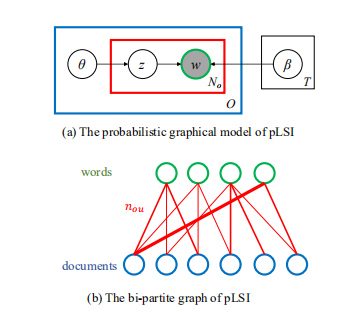 θ z w β
N_o T
O
(a) The probabilistic graphical model of pLSI
words
n_ou
documents
(b) The bi-partite graph of pLSI